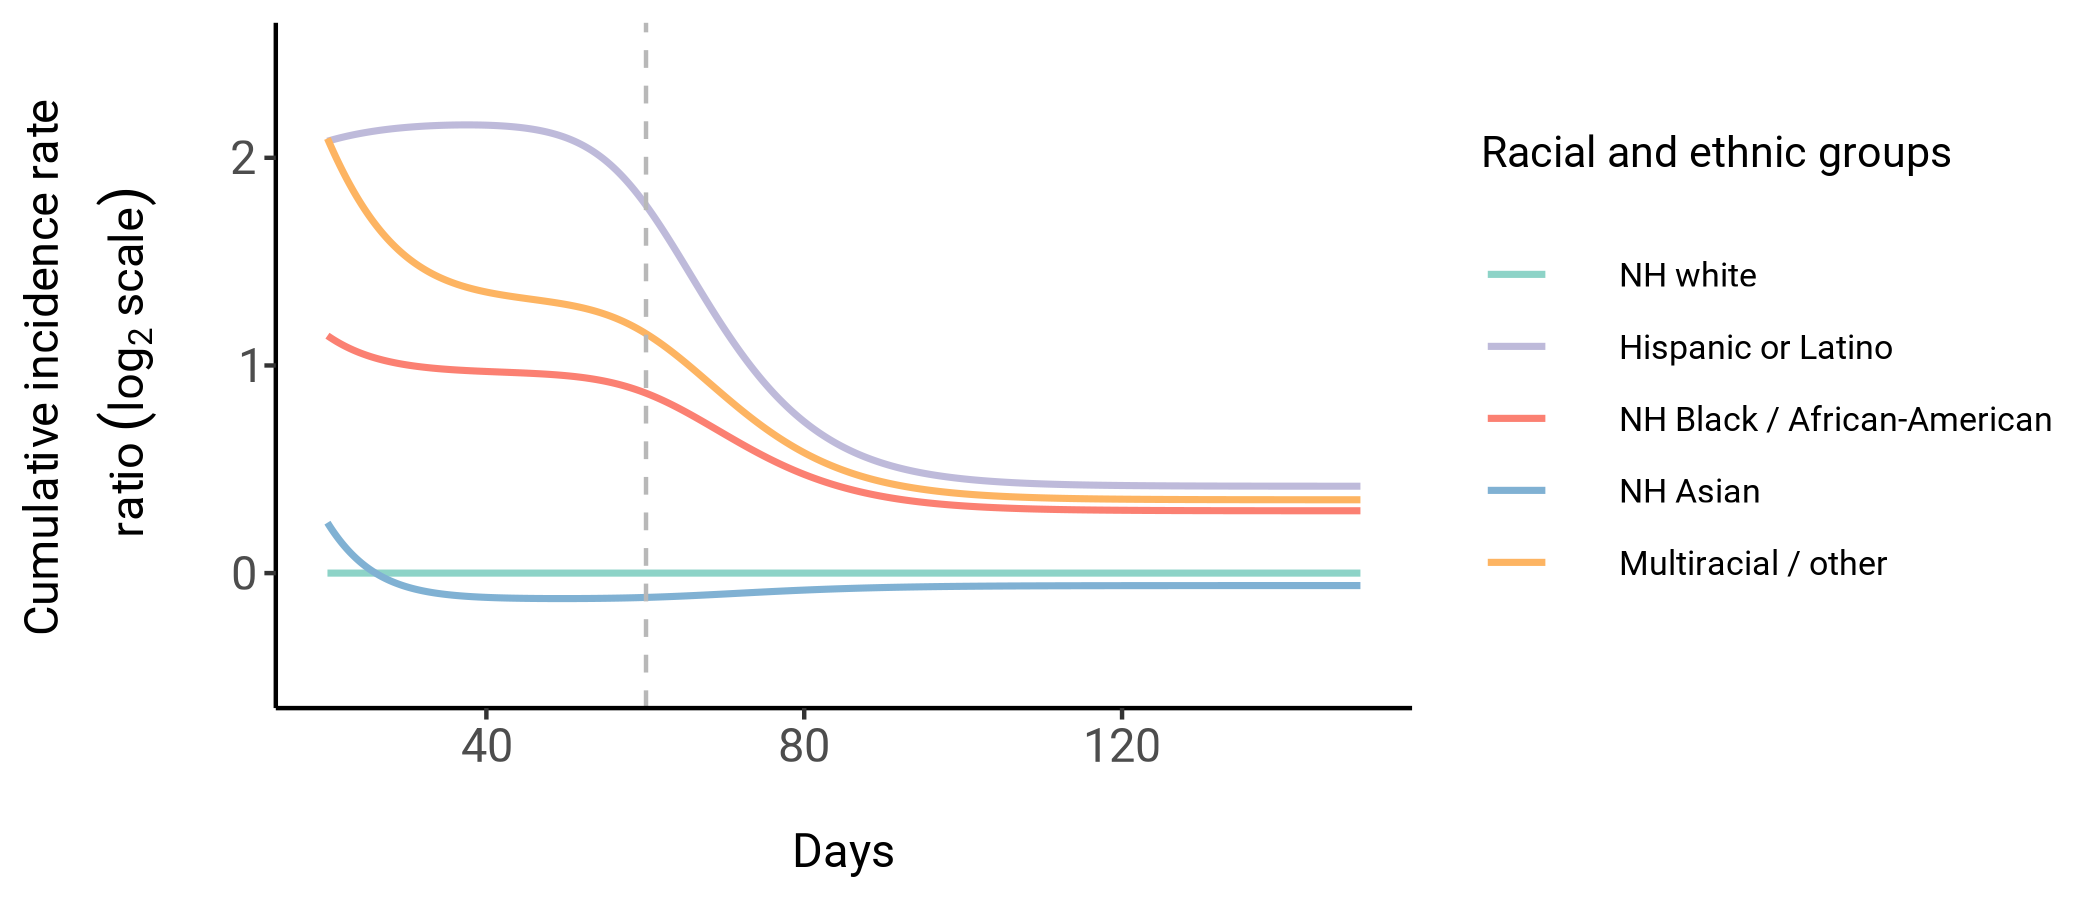 Cumulative incidence rate
ratio (log₂ scale)
2
1
0
40
80
120
Days
Racial and ethnic groups
NH white
Hispanic or Latino
NH Black / African-American
NH Asian
Multiracial / other